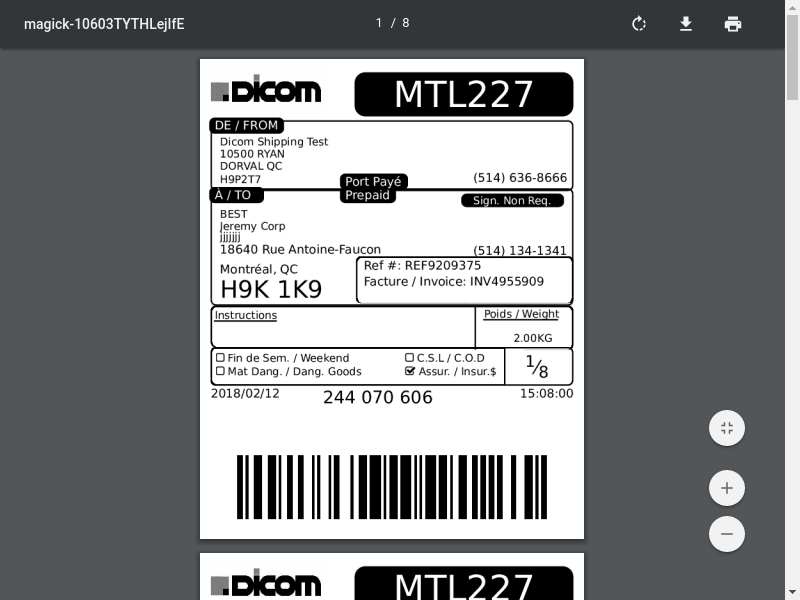 magick-10603TYTHLejIfE
1 / 8
Dicom
MTL227
DE / FROM
Dicom Shipping Test
10500 RYAN
DORVAL QC
H9P2T7
(514) 636-8666
Port Payé
Prepaid
À / TO
Sign. Non Req.
BEST
Jeremy Corp
jjjjjjj
18640 Rue Antoine-Faucon
(514) 134-1341
Montréal, QC
H9K 1K9
Ref #: REF9209375
Facture / Invoice: INV4955909
Instructions
Poids / Weight
2.00KG
Fin de Sem. / Weekend
C.S.L / C.O.D
Mat Dang. / Dang. Goods
Assur. / Insur.$
1/8
2018/02/12
244 070 606
15:08:00
Dicom
MTL227